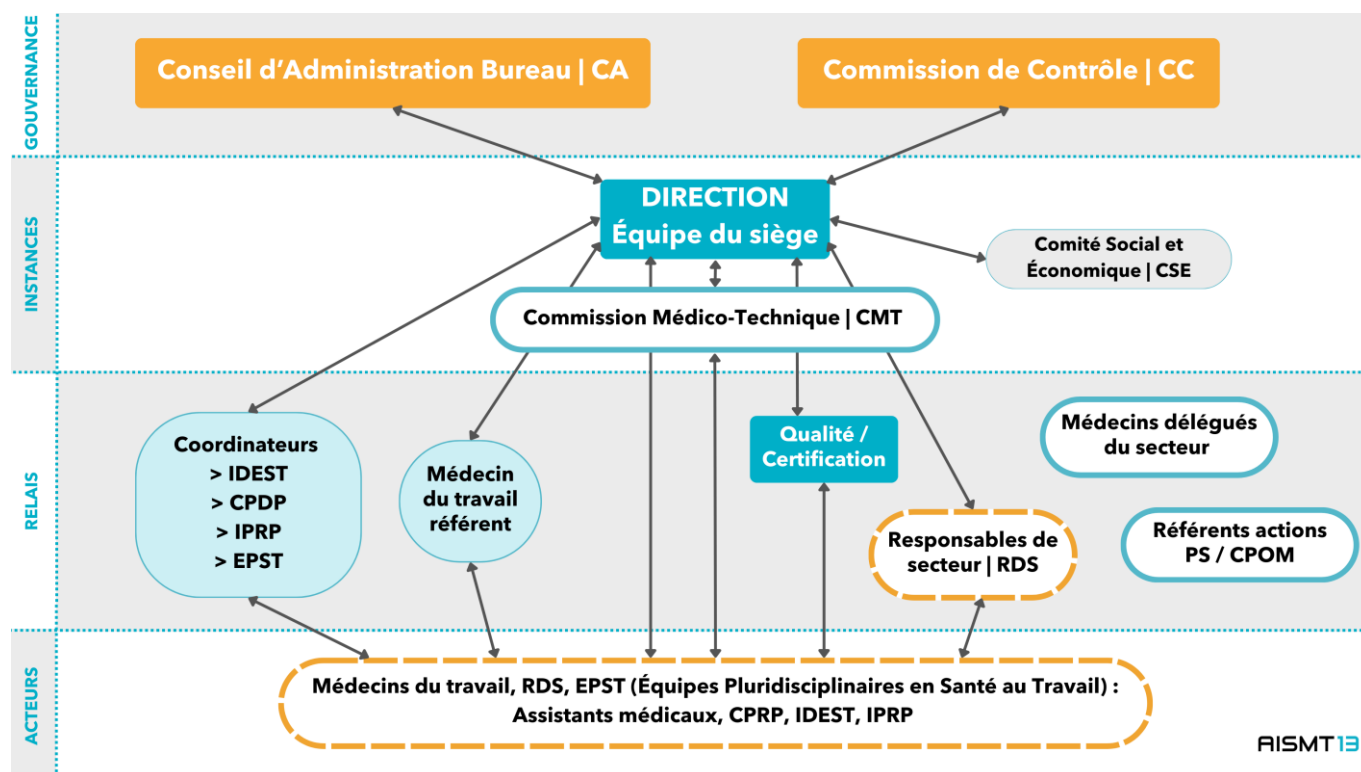 GOUVERNANCE
Conseil d'Administration Bureau | CA
Commission de Contrôle | CC
INSTANCES
DIRECTION
Équipe du siège
Comité Social et
Économique | CSE
Commission Médico-Technique | CMT
RELAIS
Coordinateurs
> IDEST
> CPDP
> IPRP
> EPST
Médecin
du travail
référent
Qualité /
Certification
Responsables de
secteur | RDS
Médecins délégués
du secteur
Référents actions
PS / CPOM
ACTEURS
Médecins du travail, RDS, EPST (Équipes Pluridisciplinaires en Santé au Travail) :
Assistants médicaux, CPRP, IDEST, IPRP
AISMT13